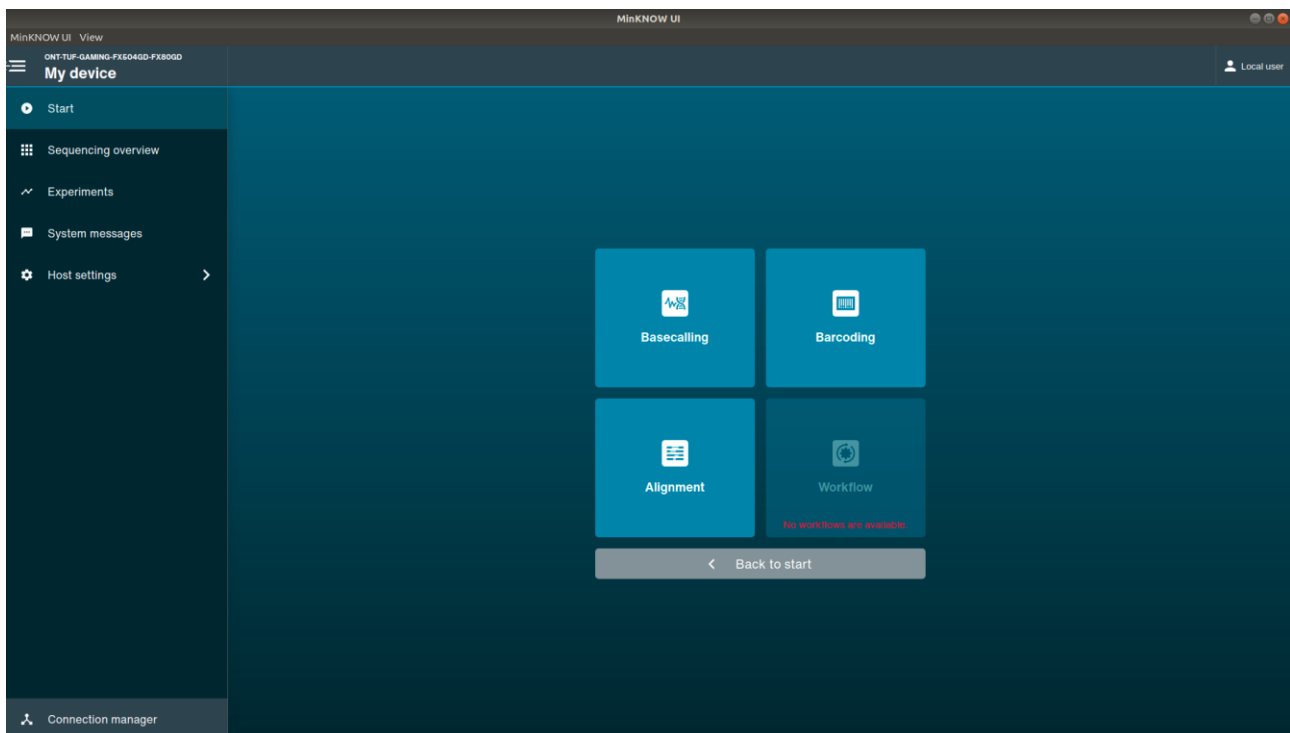 MinKNOW UI
MinKNOW UI View
ONT-TUF-GAMING-FX504GD-FX80GD
My device
Local user
Start
Sequencing overview
Experiments
System messages
Host settings
Basecalling
Barcoding
Alignment
Workflow
No workflows are available.
Back to start
Connection manager